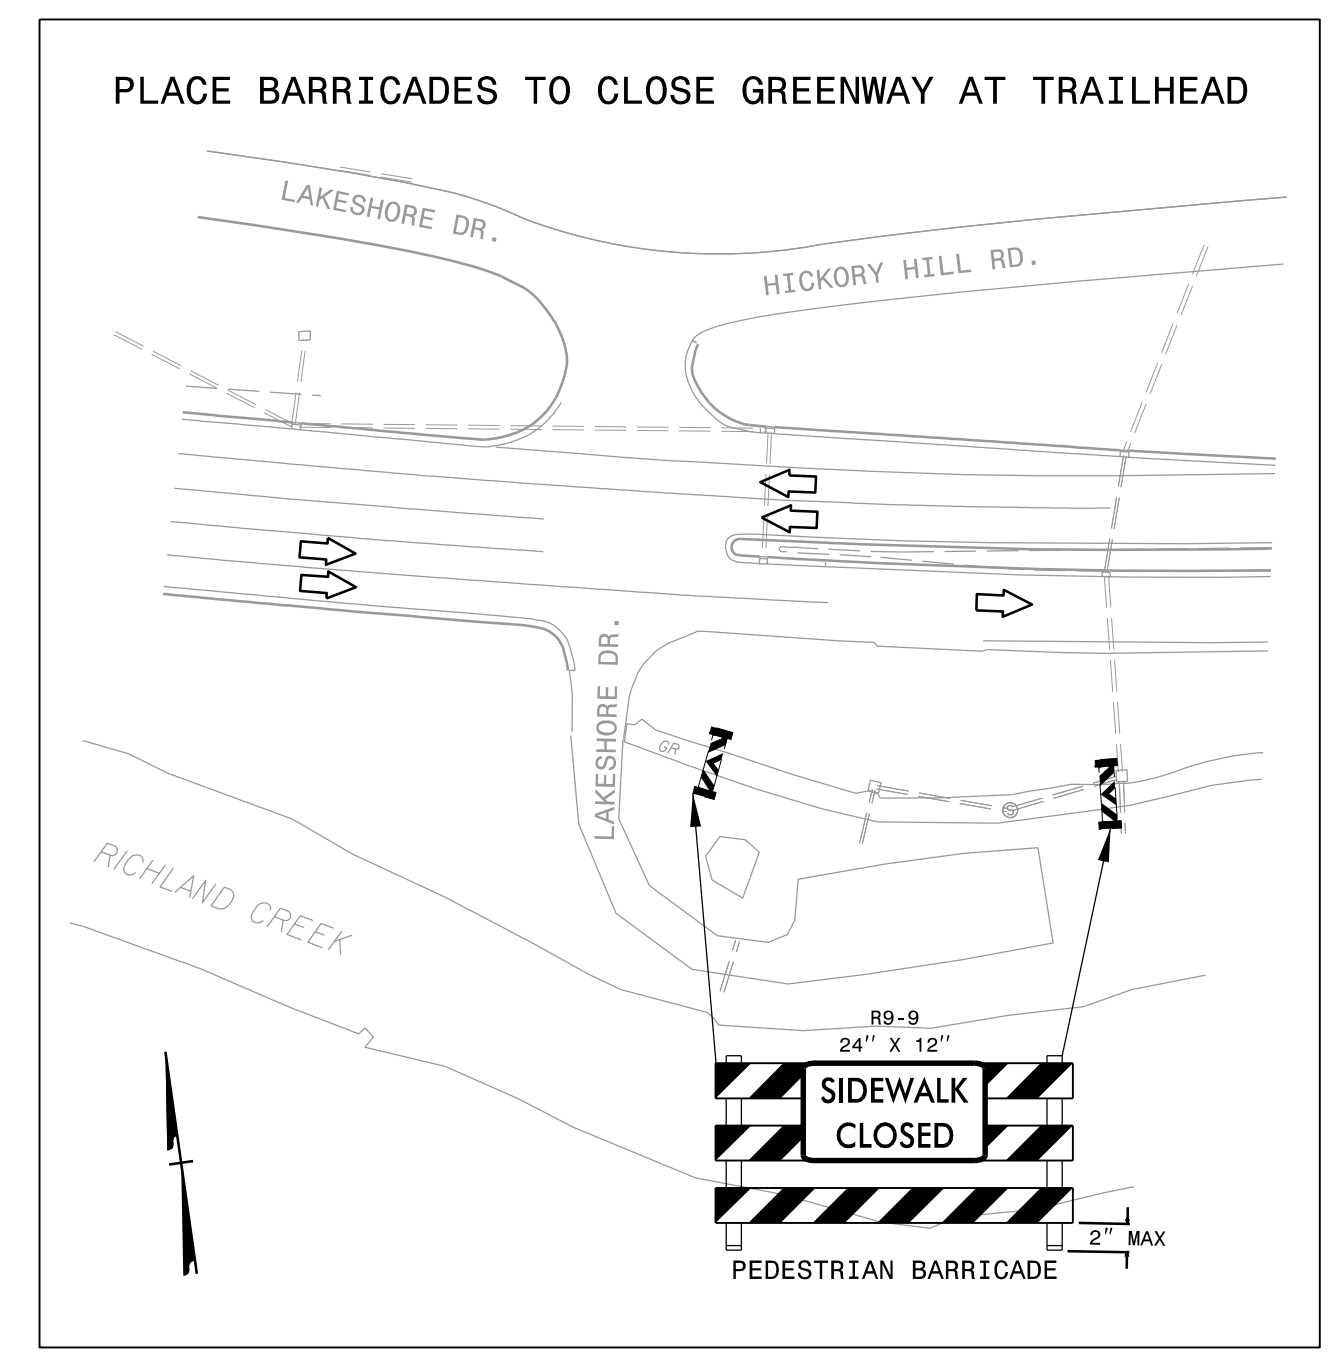 PLACE BARRICADES TO CLOSE GREENWAY AT TRAILHEAD
LAKESHORE DR.
HICKORY HILL RD.
LAKESHORE DR.
GR
S
RICHLAND CREEK
R9-9
24" X 12"
SIDEWALK
CLOSED
2" MAX
PEDESTRIAN BARRICADE